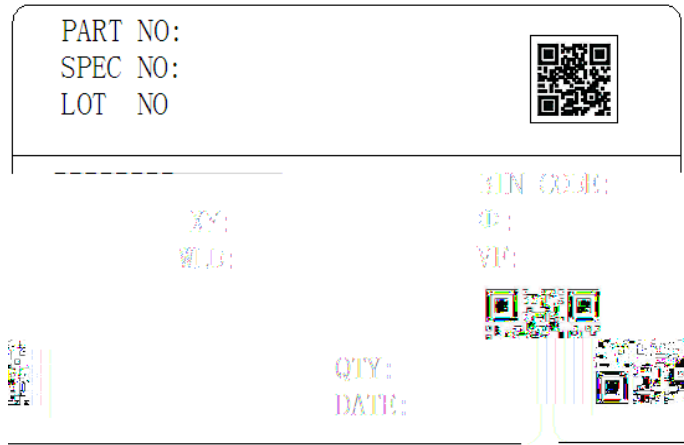 PART NO:
SPEC NO:
LOT NO
BIN CODE:
XY:
Φ:
WLD:
VF:
QTY:
DATE: